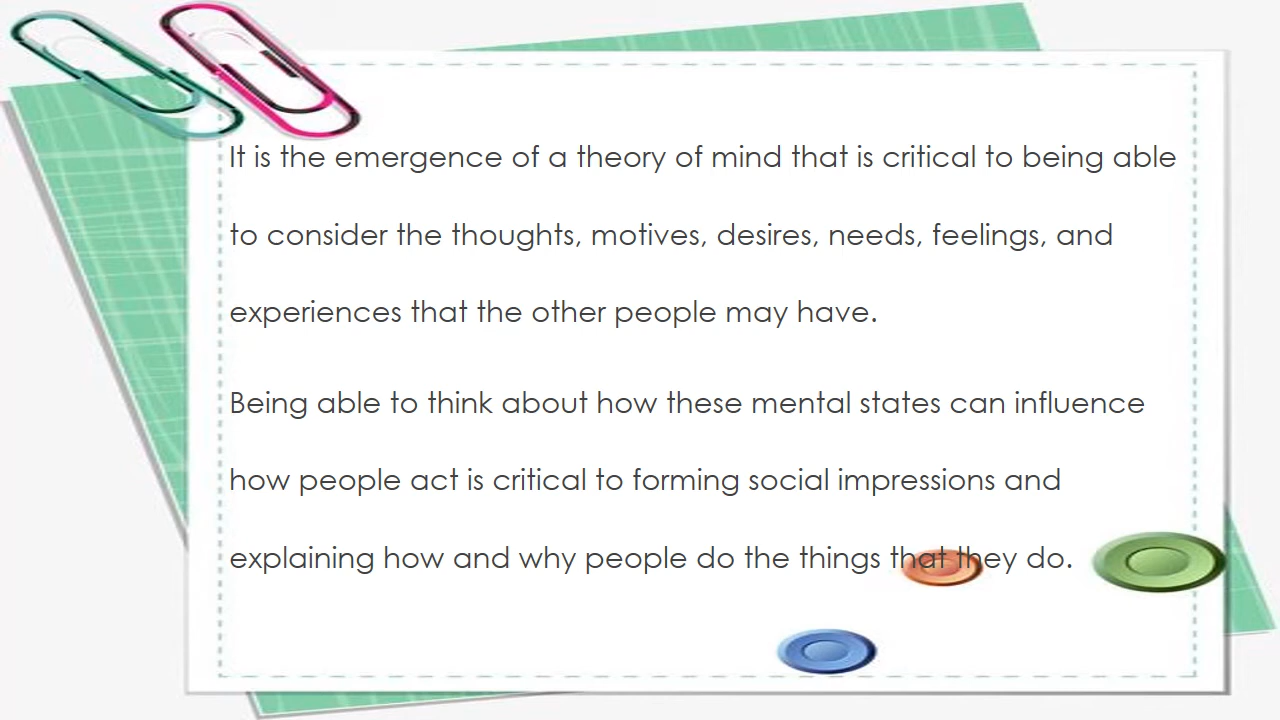 It is the emergence of a theory of mind that is critical to being able
to consider the thoughts, motives, desires, needs, feelings, and
experiences that the other people may have.
Being able to think about how these mental states can influence
how people act is critical to forming social impressions and
explaining how and why people do the things that they do.